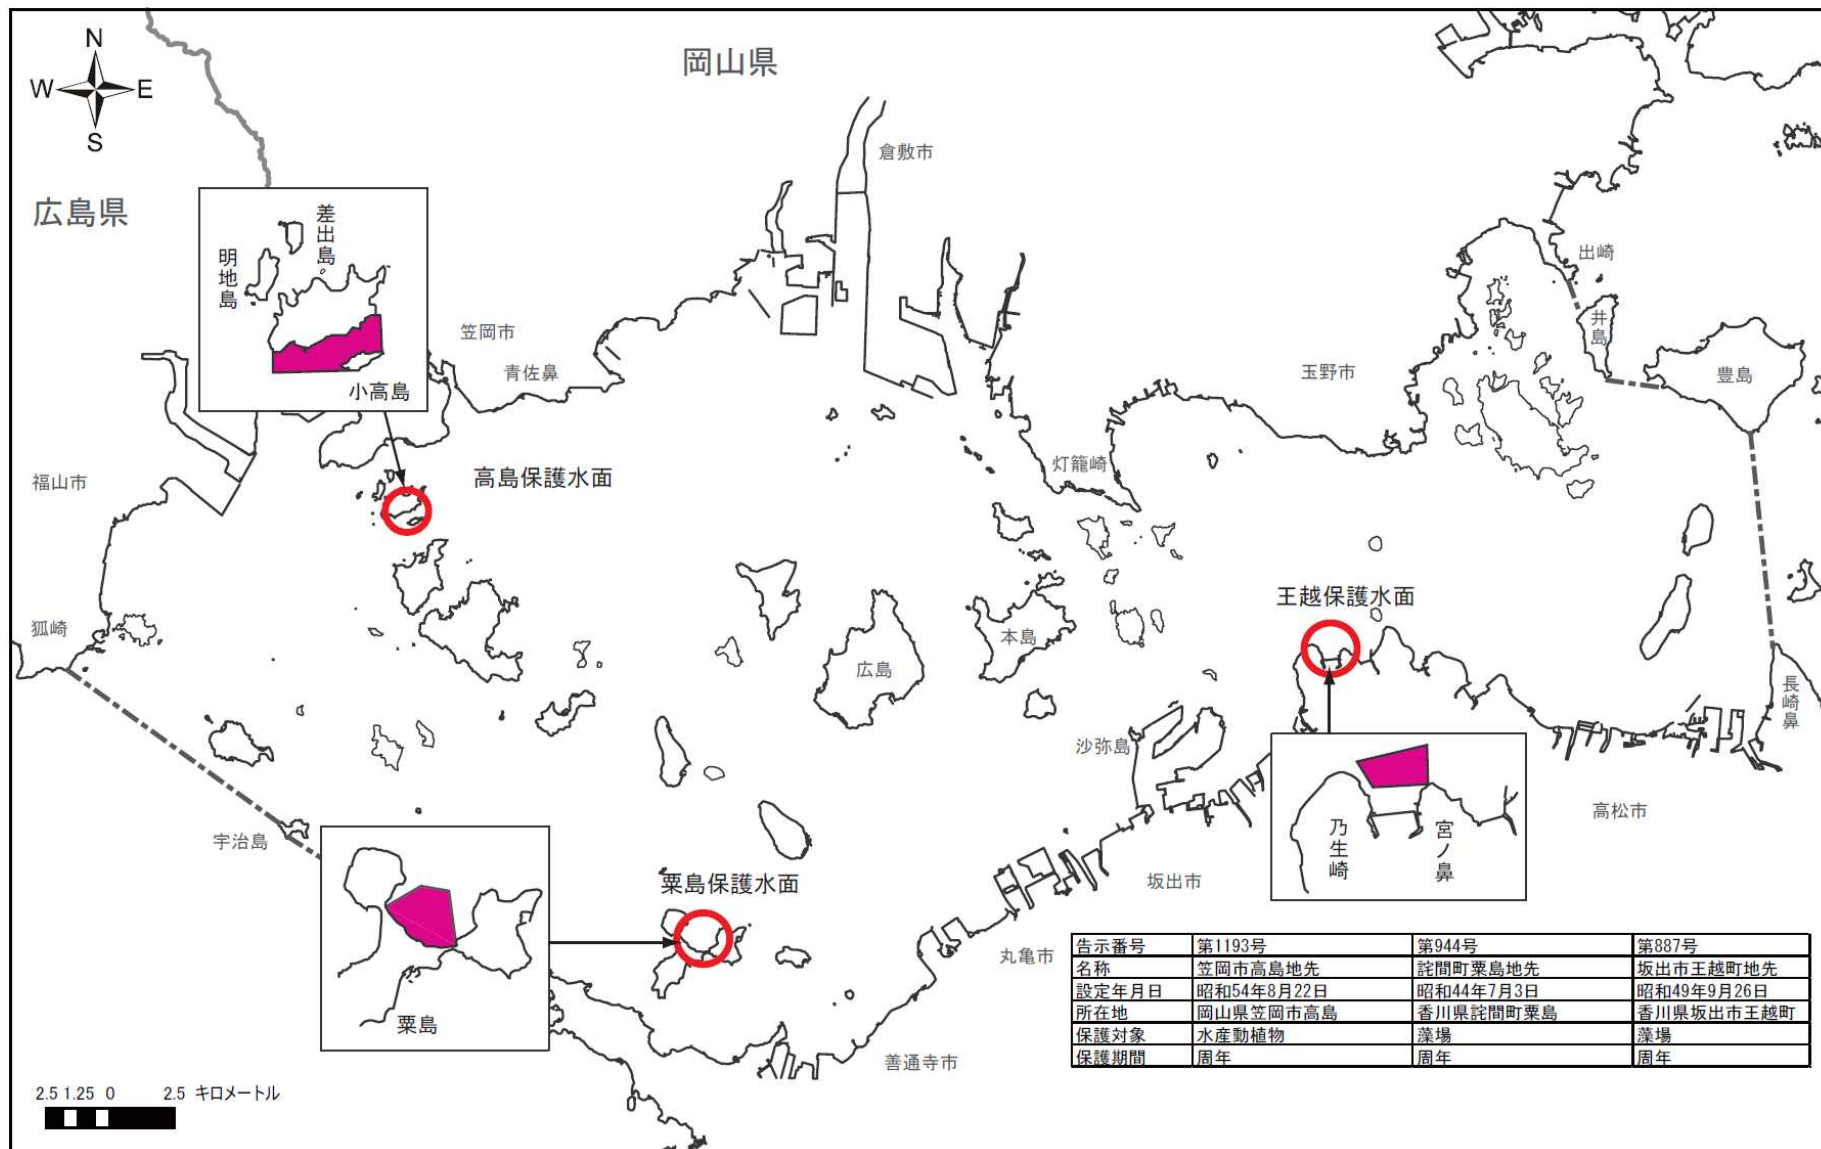 N
W E
S
岡山県
広島県
倉敷市
差出島
明地島
小高島
笠岡市
青佐鼻
出崎
井島
豊島
玉野市
福山市
高島保護水面
灯籠崎
狐崎
王越保護水面
本島
広島
長崎鼻
沙弥島
高松市
宇治島
乃生崎
宮ノ鼻
粟島保護水面
坂出市
丸亀市
粟島
善通寺市
告示番号 第1193号 第944号 第887号
名称 笠岡市高島地先 詫間町粟島地先 坂出市王越町地先
設定年月日 昭和54年8月22日 昭和44年7月3日 昭和49年9月26日
所在地 岡山県笠岡市高島 香川県詫間町粟島 香川県坂出市王越町
保護対象 水産動植物 藻場 藻場
保護期間 周年 周年 周年
2.5 1.25 0 2.5 キロメートル